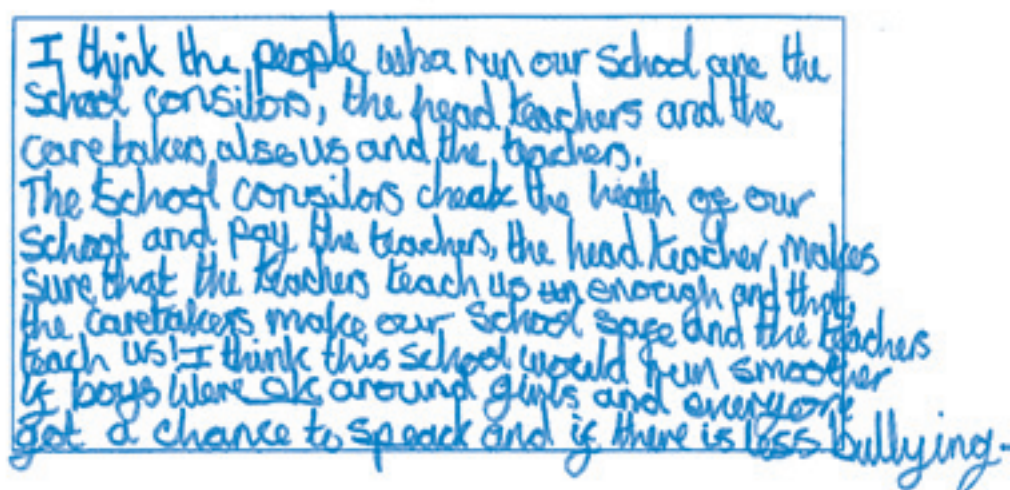 I think the people who run our school are the
School consilors, the head teachers and the
caretakers also us and the teachers.
The School consilors check the heath of our
School and pay the teachers, the head teacher makes
sure that the teachers teach us enough and that
the caretakers make our school safe and the teachers
teach us! I think this school would run smoother
if boys were ok around girls and everyone
got a chance to speack and if there is less bullying.